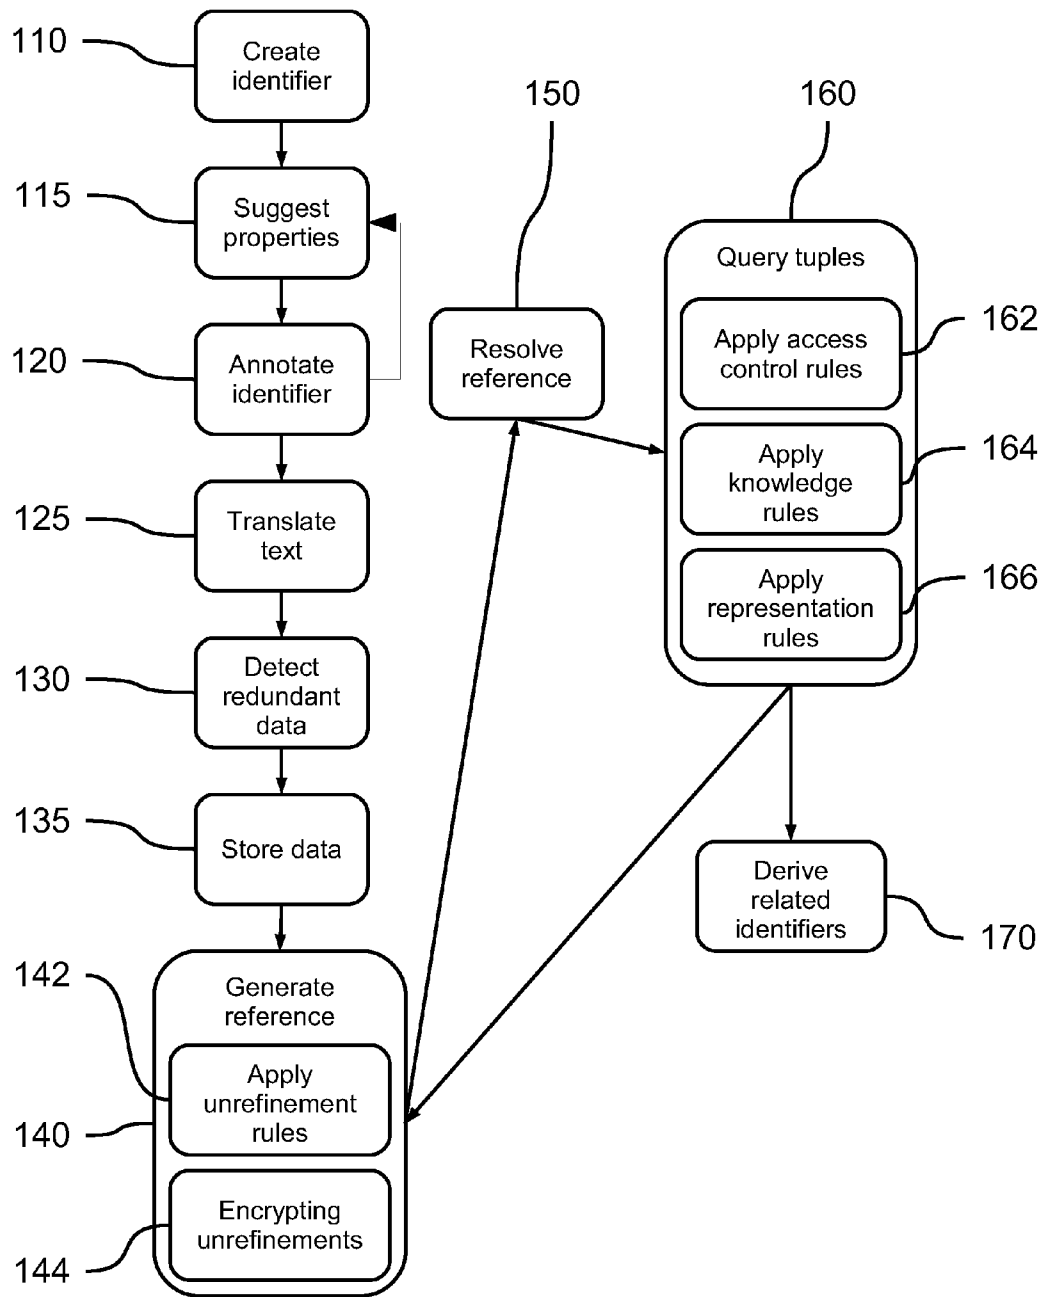 110
Create
identifier
115
Suggest
properties
120
Annotate
identifier
125
Translate
text
130
Detect
redundant
data
135
Store data
142
140
144
Generate
reference
Apply
unrefinement
rules
Encrypting
unrefinements
150
Resolve
reference
160
Query tuples
Apply access
control rules
162
Apply
knowledge
rules
164
Apply
representation
rules
166
Derive
related
identifiers
170